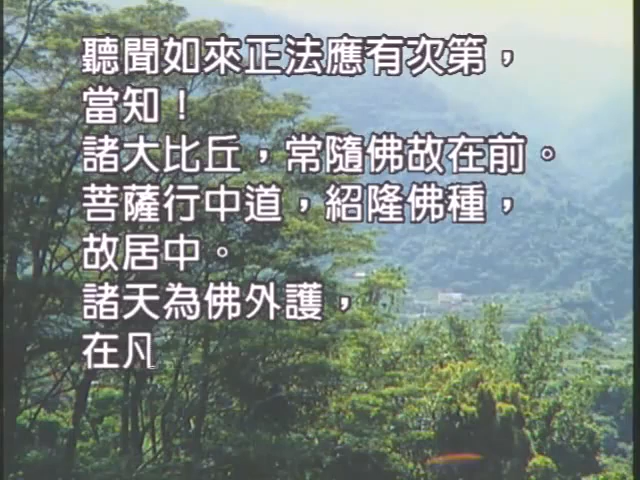 聽聞如來正法應有次第，
當知！
諸大比丘，常隨佛故在前。
菩薩行中道，紹隆佛種，
故居中。
諸天為佛外護，
在凡